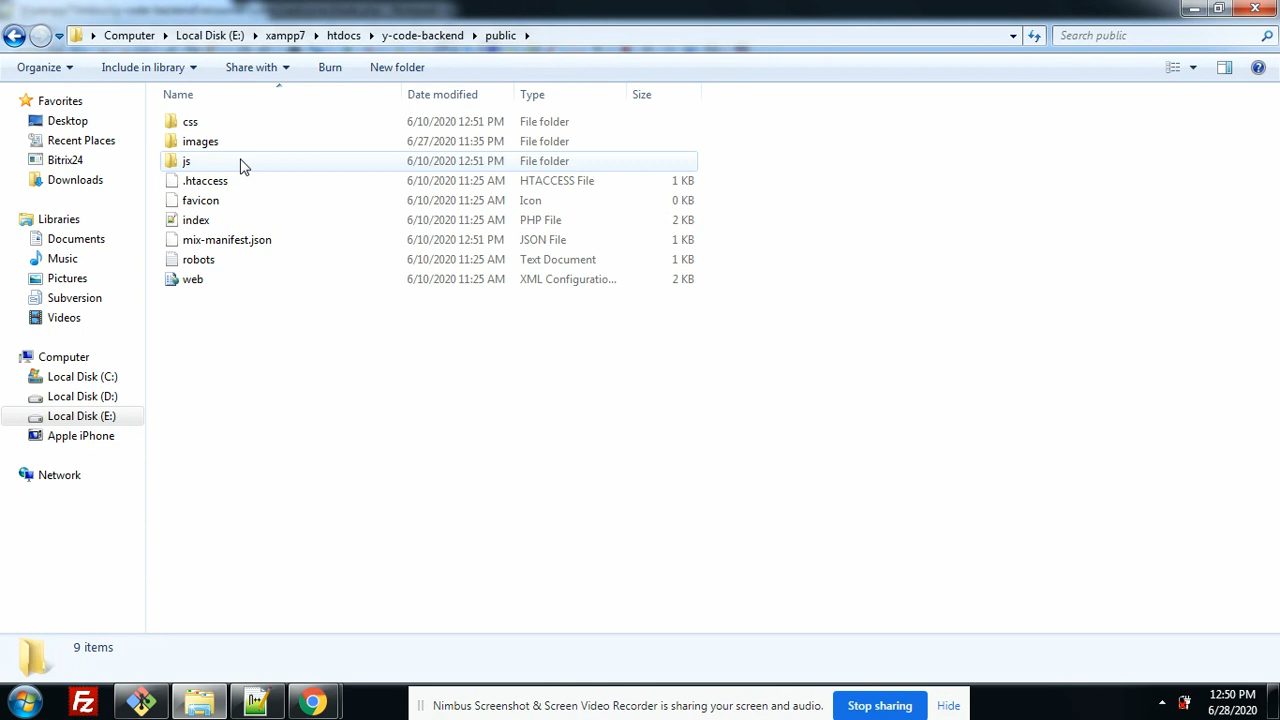 Computer Local Disk (E:) xampp7 htdocs y-code-backend public Search public
Organize Include in library Share with Burn New folder
Name Date modified Type Size
Favorites
Desktop
Recent Places
Bitrix24
Downloads
Libraries
Documents
Music
Pictures
Subversion
Videos
Computer
Local Disk (C:)
Local Disk (D:)
Local Disk (E:)
Apple iPhone
Network
css 6/10/2020 12:51 PM File folder
images 6/27/2020 11:35 PM File folder
js 6/10/2020 12:51 PM File folder
.htaccess 6/10/2020 11:25 AM HTACCESS File 1 KB
favicon 6/10/2020 11:25 AM Icon 0 KB
index 6/10/2020 11:25 AM PHP File 2 KB
mix-manifest.json 6/10/2020 12:51 PM JSON File 1 KB
robots 6/10/2020 11:25 AM Text Document 1 KB
web 6/10/2020 11:25 AM XML Configuratio... 2 KB
9 items
Nimbus Screenshot & Screen Video Recorder is sharing your screen and audio. Stop sharing Hide
12:50 PM
6/28/2020